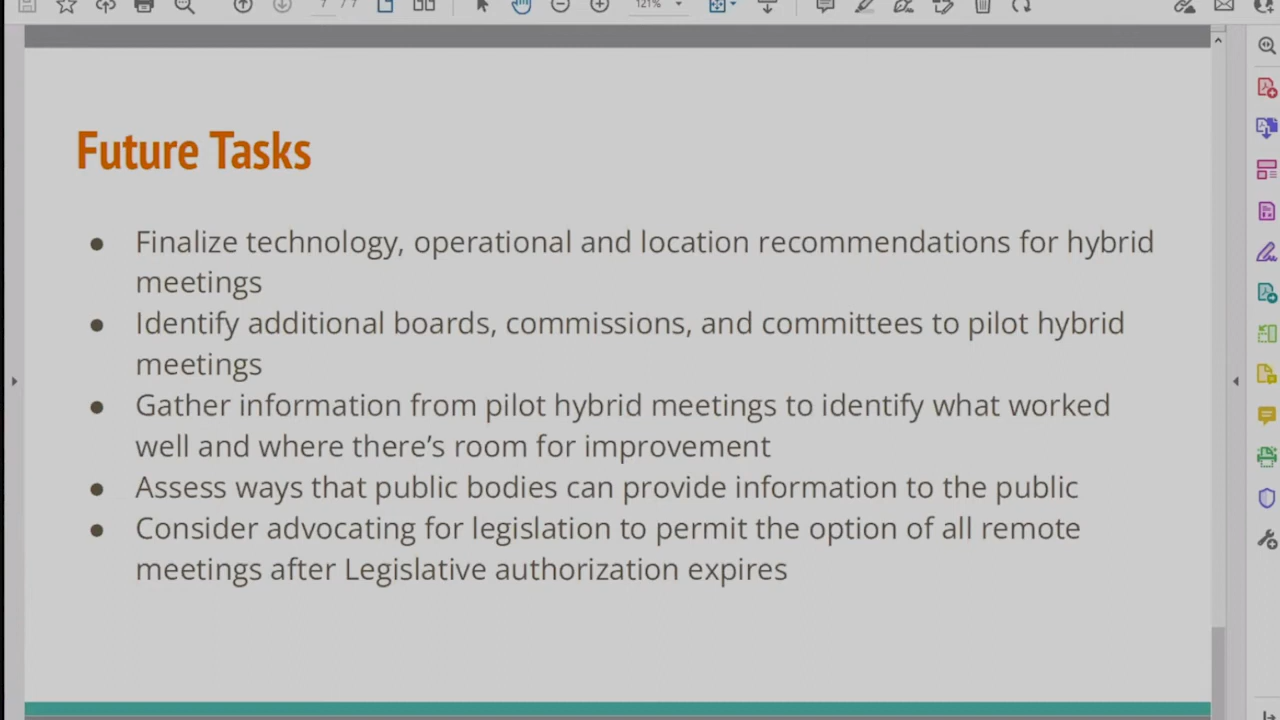 7 / 7
121%
Future Tasks
● Finalize technology, operational and location recommendations for hybrid
meetings
● Identify additional boards, commissions, and committees to pilot hybrid
meetings
● Gather information from pilot hybrid meetings to identify what worked
well and where there’s room for improvement
● Assess ways that public bodies can provide information to the public
● Consider advocating for legislation to permit the option of all remote
meetings after Legislative authorization expires